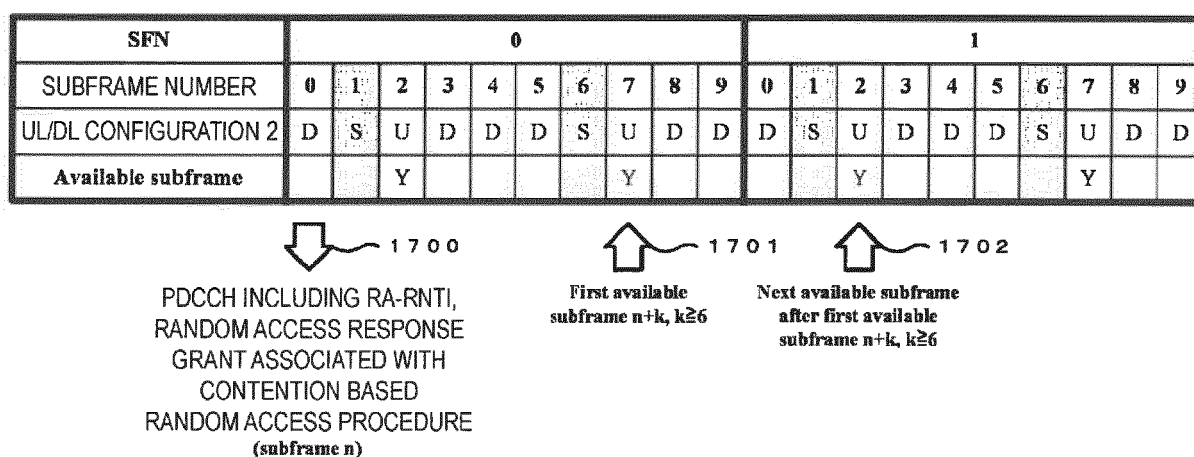 SFN 0 1
SUBFRAME NUMBER 0 1 2 3 4 5 6 7 8 9 0 1 2 3 4 5 6 7 8 9
UL/DL CONFIGURATION 2 D S U D D D S U D D D S U D D D S U D D
Available subframe Y Y Y Y
1700
1701
1702
PDCCH INCLUDING RA-RNTI,
RANDOM ACCESS RESPONSE
GRANT ASSOCIATED WITH
CONTENTION BASED
RANDOM ACCESS PROCEDURE
(subframe n)
First available
subframe n+k, k≧6
Next available subframe
after first available
subframe n+k, k≧6